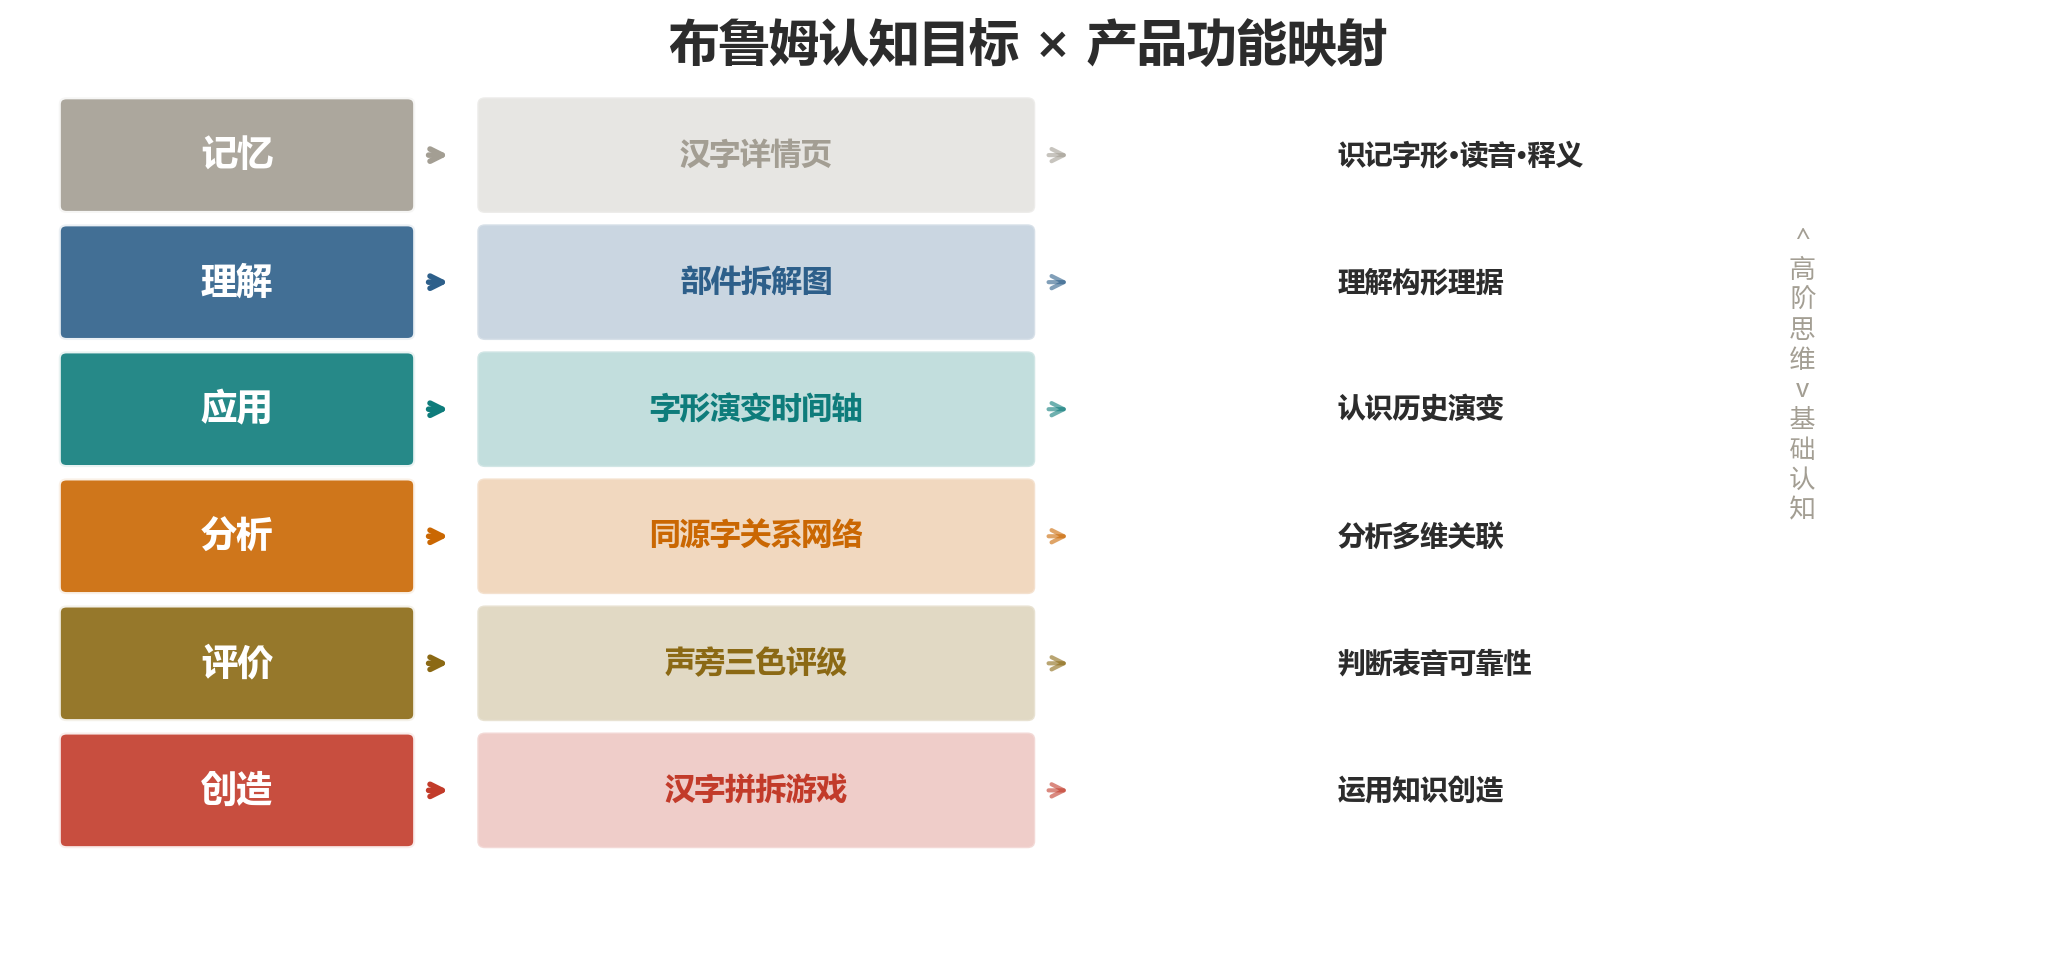 布鲁姆认知目标 × 产品功能映射
记忆
汉字详情页
识记字形•读音•释义
理解
部件拆解图
理解构形理据
应用
字形演变时间轴
认识历史演变
分析
同源字关系网络
分析多维关联
评价
声旁三色评级
判断表音可靠性
创造
汉字拼拆游戏
运用知识创造
^高阶思维v基础认知